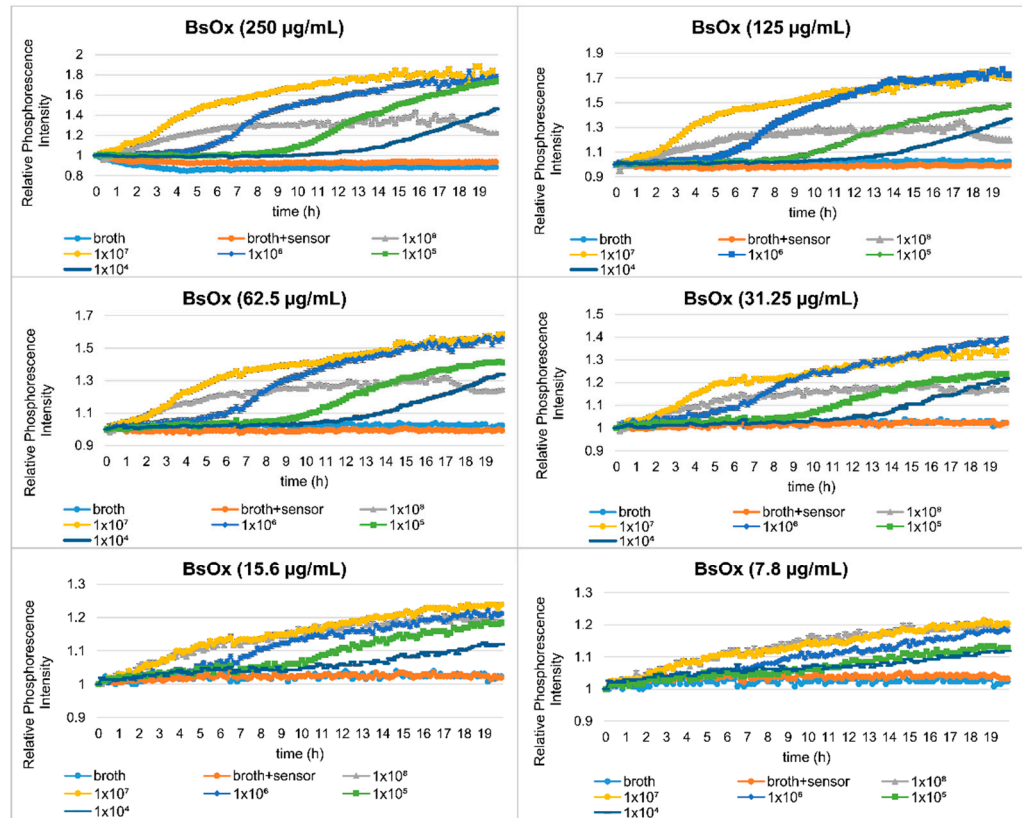 BsOx (250 µg/mL)
Relative Phosphorescence
Intensity
2
1.8
1.6
1.4
1.2
1
0.8
0 1 2 3 4 5 6 7 8 9 10 11 12 13 14 15 16 17 18 19
time (h)
broth broth+sensor 1x10⁸
1x10⁷ 1x10⁶ 1x10⁵
1x10⁴
BsOx (125 µg/mL)
Relative Phosphorescence
Intensity
1.9
1.7
1.5
1.3
1.1
0.9
0 1 2 3 4 5 6 7 8 9 10 11 12 13 14 15 16 17 18 19
time (h)
broth broth+sensor 1x10⁸
1x10⁷ 1x10⁶ 1x10⁵
1x10⁴
BsOx (62.5 µg/mL)
Relative Phosphorescence
Intensity
1.7
1.5
1.3
1.1
0.9
0 1 2 3 4 5 6 7 8 9 10 11 12 13 14 15 16 17 18 19
time (h)
broth broth+sensor 1x10⁸
1x10⁷ 1x10⁶ 1x10⁵
1x10⁴
BsOx (31.25 µg/mL)
Relative Phosphorescence
Intensity
1.4
1.3
1.2
1.1
1
0.9
0 1 2 3 4 5 6 7 8 9 10 11 12 13 14 15 16 17 18 19
time (h)
broth broth+sensor 1x10⁸
1x10⁷ 1x10⁶ 1x10⁵
1x10⁴
BsOx (15.6 µg/mL)
Relative Phosphorescence
Intensity
1.3
1.2
1.1
1
0.9
0 1 2 3 4 5 6 7 8 9 10 11 12 13 14 15 16 17 18 19
time (h)
broth broth+sensor 1x10⁸
1x10⁷ 1x10⁶ 1x10⁵
1x10⁴
BsOx (7.8 µg/mL)
Relative Phosphorescence
Intensity
1.3
1.2
1.1
1
0.9
0 1 2 3 4 5 6 7 8 9 10 11 12 13 14 15 16 17 18 19
time (h)
broth broth+sensor 1x10⁸
1x10⁷ 1x10⁶ 1x10⁵
1x10⁴